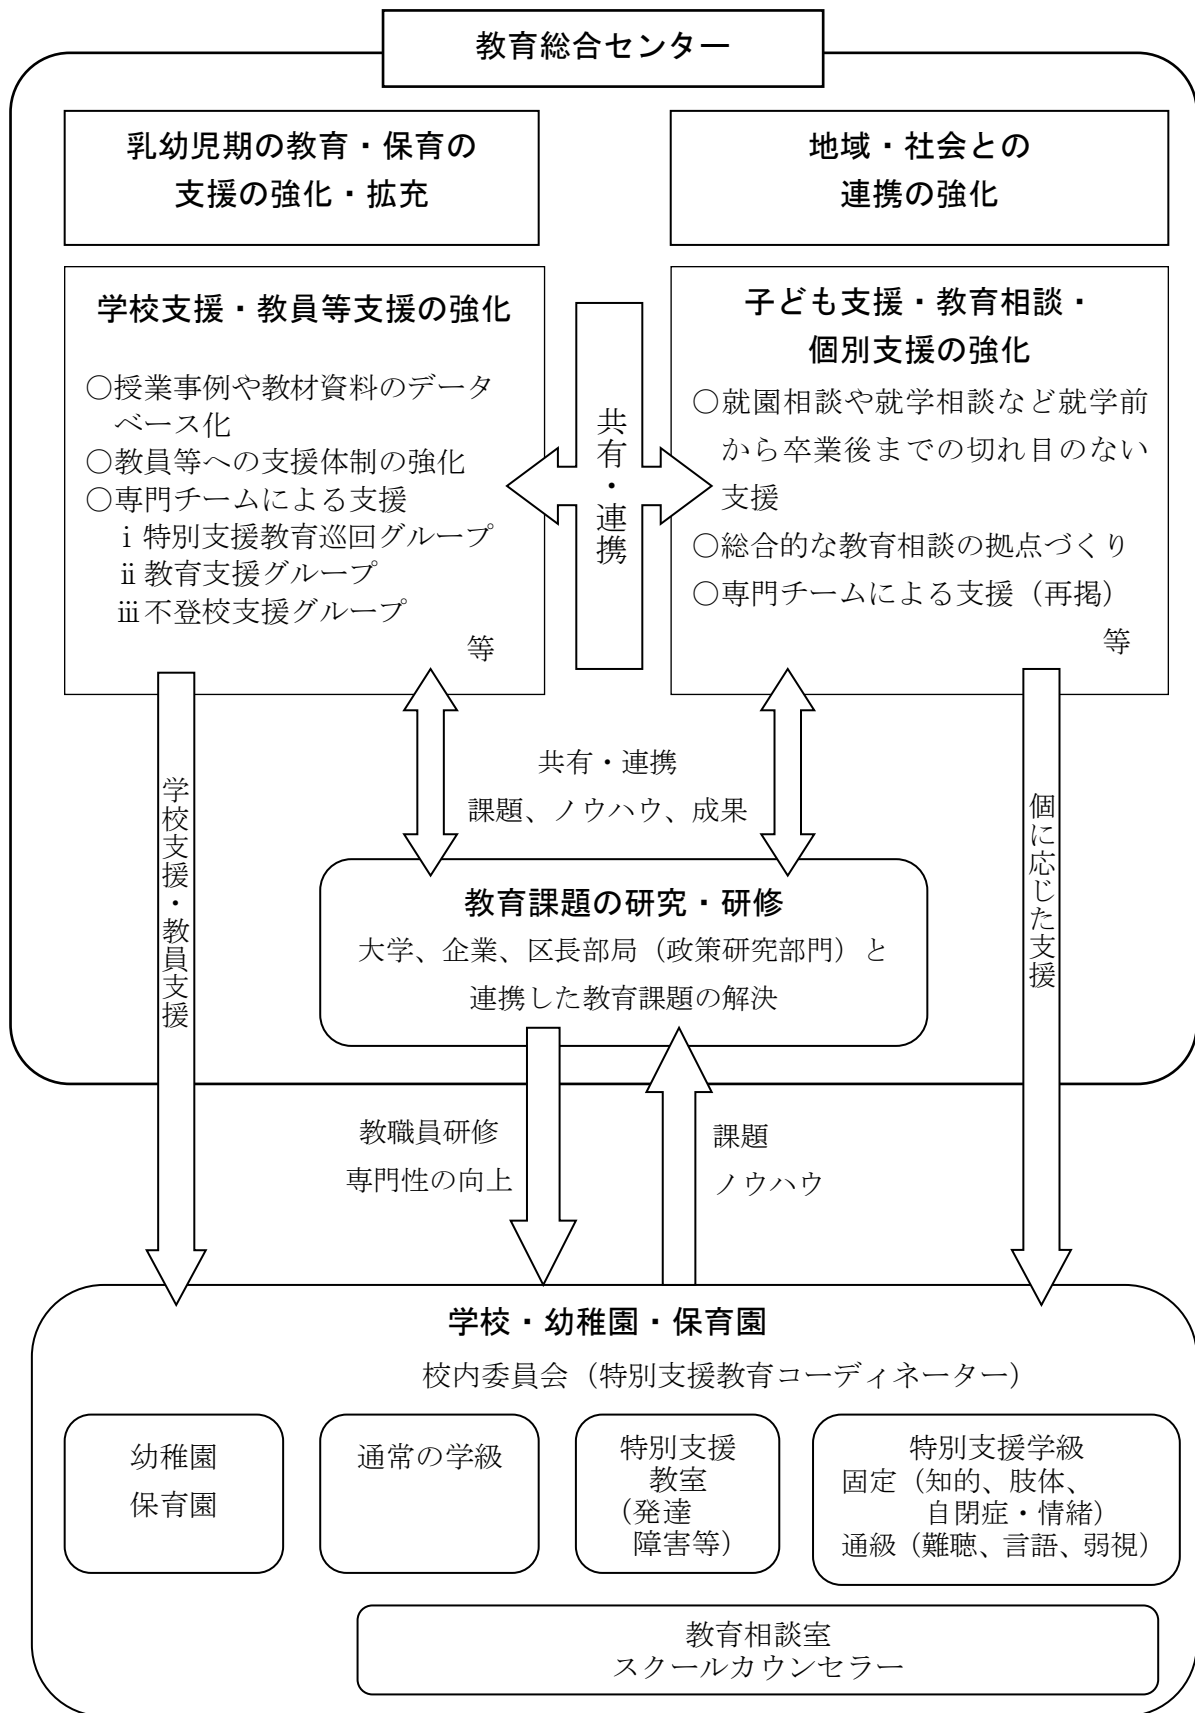 教育総合センター
乳幼児期の教育・保育の
支援の強化・拡充
地域・社会との
連携の強化
学校支援・教員等支援の強化
○授業事例や教材資料のデータ
ベース化
○教員等への支援体制の強化
○専門チームによる支援
ⅰ特別支援教育巡回グループ
ⅱ教育支援グループ
ⅲ不登校支援グループ
等
共有・連携
子ども支援・教育相談・
個別支援の強化
○就園相談や就学相談など就学前
から卒業後までの切れ目のない
支援
○総合的な教育相談の拠点づくり
○専門チームによる支援（再掲）
等
学校支援・教員支援
共有・連携
課題、ノウハウ、成果
個に応じた支援
教育課題の研究・研修
大学、企業、区長部局（政策研究部門）と
連携した教育課題の解決
教職員研修
専門性の向上
課題
ノウハウ
学校・幼稚園・保育園
校内委員会（特別支援教育コーディネーター）
幼稚園
保育園
通常の学級
特別支援
教室
（発達
障害等）
特別支援学級
固定（知的、肢体、
自閉症・情緒）
通級（難聴、言語、弱視）
教育相談室
スクールカウンセラー